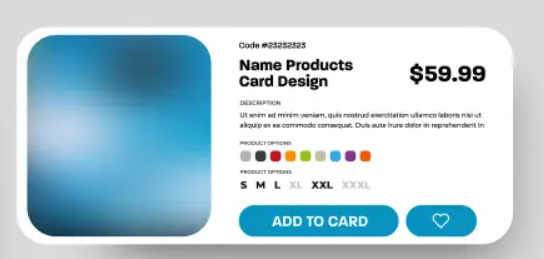 Code #23232323
Name Products
Card Design
$59.99
DESCRIPTION
Ut enim ad minim veniam, quis nostrud exercitation ullamco laboris nisi ut
aliquip ex ea commodo consequat. Duis aute irure dolor in reprehenderit in
PRODUCT OPTIONS
PRODUCT OPTIONS
S M L XL XXL XXXL
ADD TO CARD